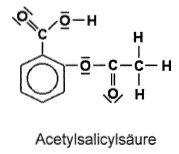 O O—H
C H
O—C—C—H
O H
Acetylsalicylsäure